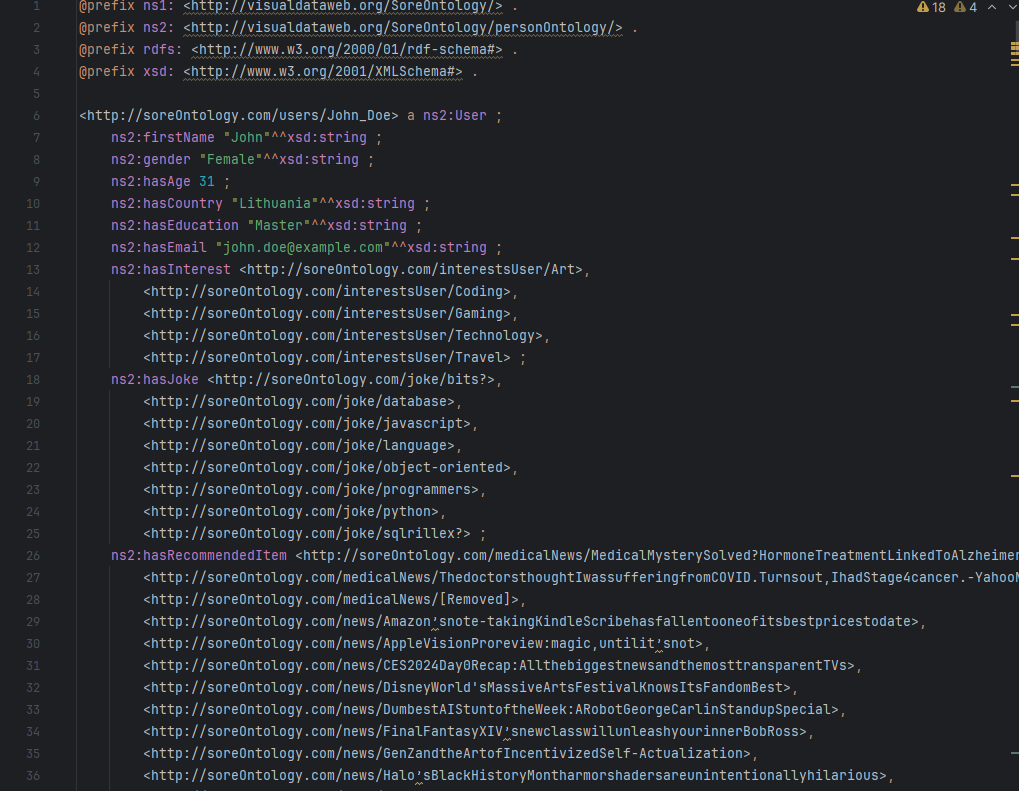 18 4
1 @prefix ns1: <http://visualdataweb.org/SoreOntology/> .
2 @prefix ns2: <http://visualdataweb.org/SoreOntology/personOntology/> .
3 @prefix rdfs: <http://www.w3.org/2000/01/rdf-schema#> .
4 @prefix xsd: <http://www.w3.org/2001/XMLSchema#> .
5
6 <http://soreOntology.com/users/John_Doe> a ns2:User ;
7 ns2:firstName "John"^^xsd:string ;
8 ns2:gender "Female"^^xsd:string ;
9 ns2:hasAge 31 ;
10 ns2:hasCountry "Lithuania"^^xsd:string ;
11 ns2:hasEducation "Master"^^xsd:string ;
12 ns2:hasEmail "john.doe@example.com"^^xsd:string ;
13 ns2:hasInterest <http://soreOntology.com/interestsUser/Art>,
14 <http://soreOntology.com/interestsUser/Coding>,
15 <http://soreOntology.com/interestsUser/Gaming>,
16 <http://soreOntology.com/interestsUser/Technology>,
17 <http://soreOntology.com/interestsUser/Travel> ;
18 ns2:hasJoke <http://soreOntology.com/joke/bits?>,
19 <http://soreOntology.com/joke/database>,
20 <http://soreOntology.com/joke/javascript>,
21 <http://soreOntology.com/joke/language>,
22 <http://soreOntology.com/joke/object-oriented>,
23 <http://soreOntology.com/joke/programmers>,
24 <http://soreOntology.com/joke/python>,
25 <http://soreOntology.com/joke/sqlrillex?> ;
26 ns2:hasRecommendedItem <http://soreOntology.com/medicalNews/MedicalMysterySolved?HormoneTreatmentLinkedToAlzheimer
27 <http://soreOntology.com/medicalNews/ThedoctorsthoughtIwassufferingfromCOVID.Turnsout,IhadStage4cancer.-YahooN
28 <http://soreOntology.com/medicalNews/[Removed]>,
29 <http://soreOntology.com/news/Amazon’snote-takingKindleScribehasfallentooneofitsbestpricestodate>,
30 <http://soreOntology.com/news/AppleVisionProreview:magic,untilit’snot>,
31 <http://soreOntology.com/news/CES2024Day0Recap:AllthebiggestnewsandthemosttransparentTVs>,
32 <http://soreOntology.com/news/DisneyWorld'sMassiveArtsFestivalKnowsItsFandomBest>,
33 <http://soreOntology.com/news/DumbestAIStuntoftheWeek:ARobotGeorgeCarlinStandupSpecial>,
34 <http://soreOntology.com/news/FinalFantasyXIV’snewclasswillunleashyourinnerBobRoss>,
35 <http://soreOntology.com/news/GenZandtheArtofIncentivizedSelf-Actualization>,
36 <http://soreOntology.com/news/Halo’sBlackHistoryMontharmorshadersareunintentionallyhilarious>,